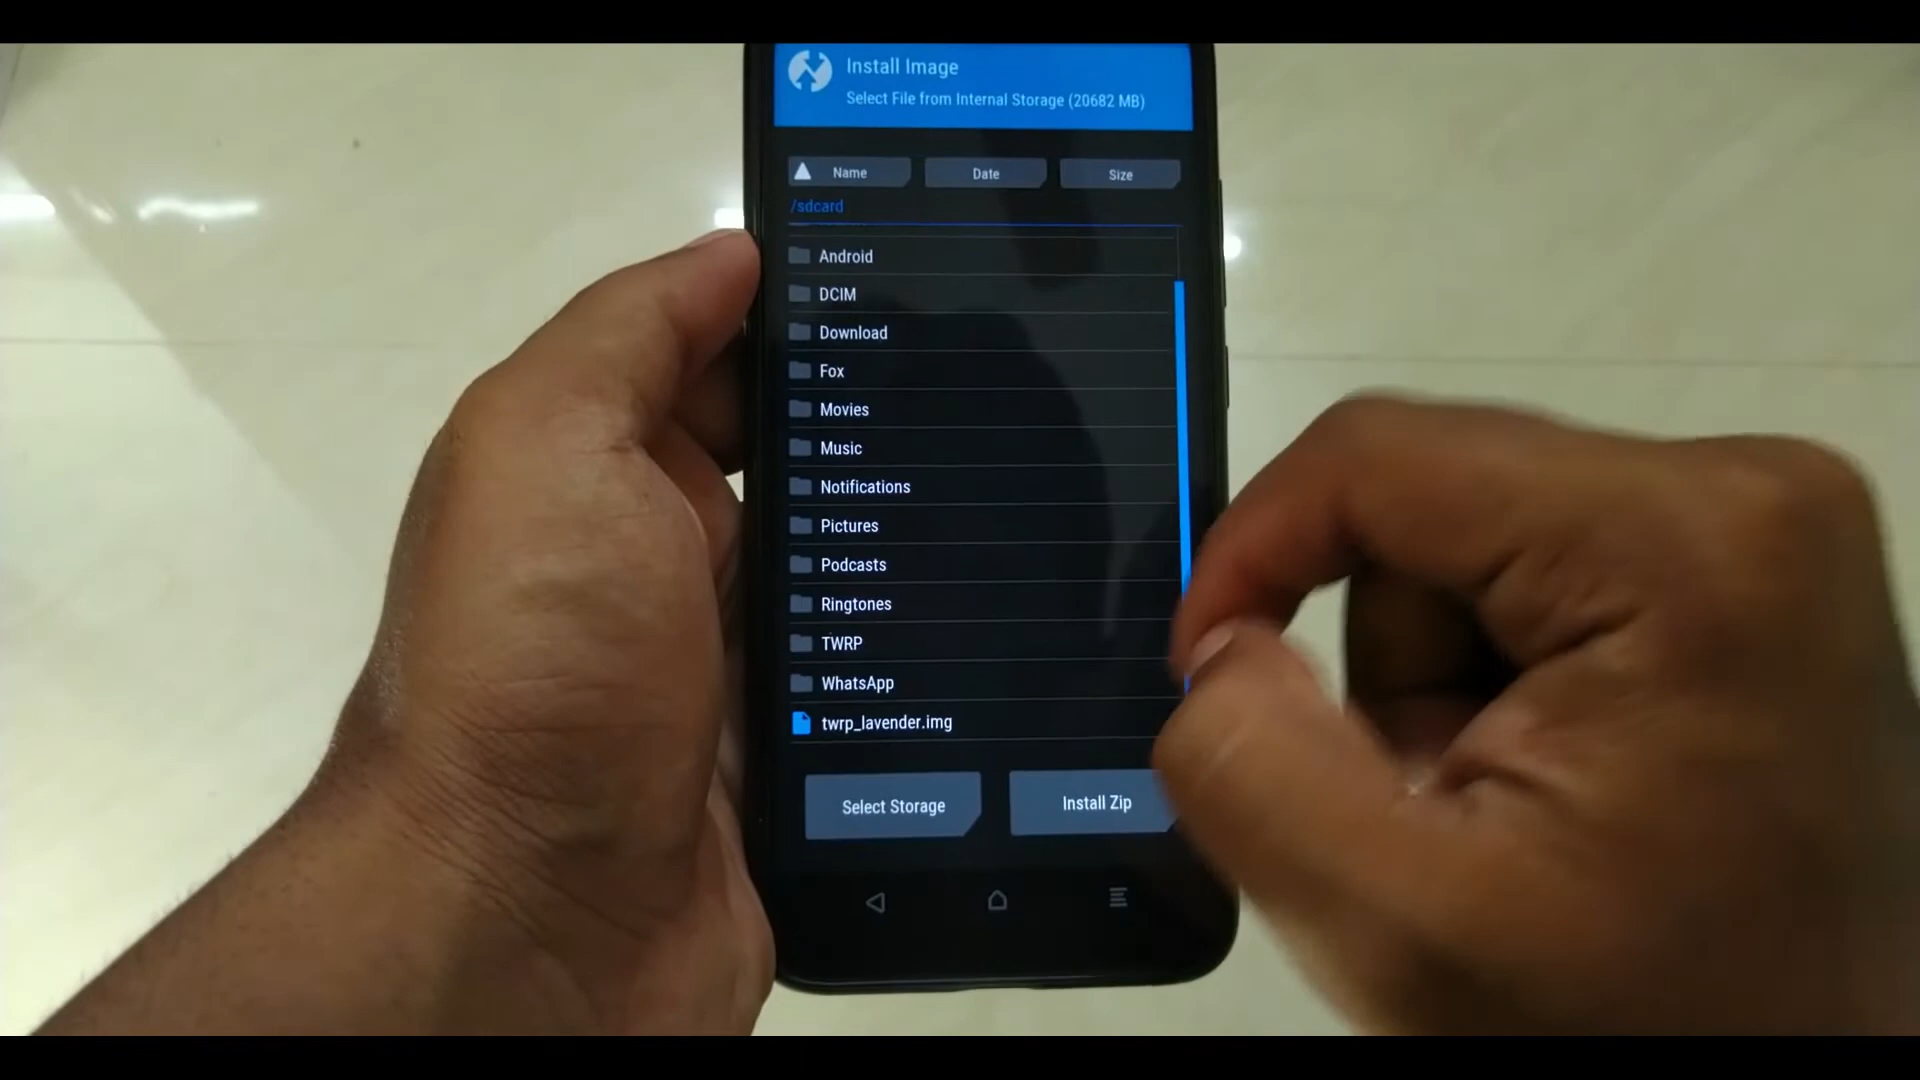 Install Image
Select File from Internal Storage (20682 MB)
Name Date Size
/sdcard
Android
DCIM
Download
Fox
Movies
Music
Notifications
Pictures
Podcasts
Ringtones
TWRP
WhatsApp
twrp_lavender.img
Select Storage Install Zip